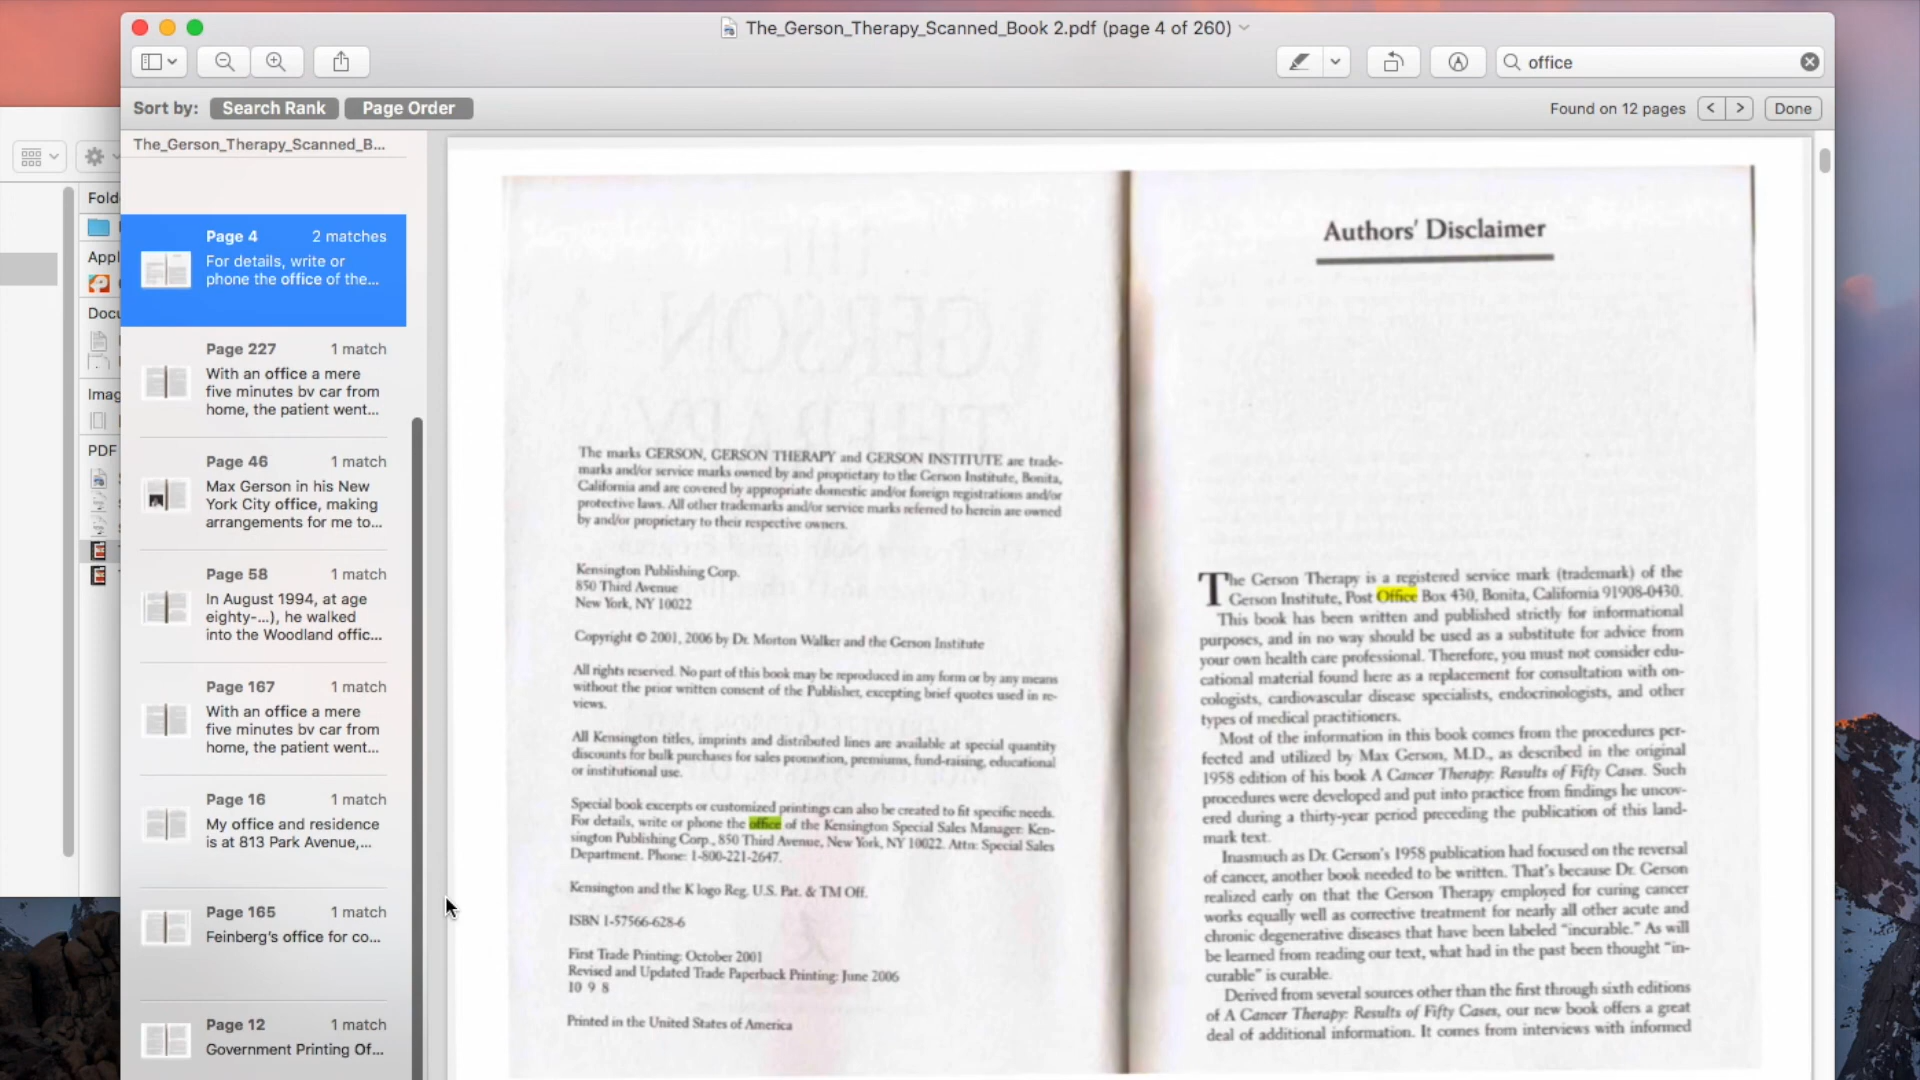 The_Gerson_Therapy_Scanned_Book 2.pdf (page 4 of 260)
office
Sort by: Search Rank Page Order
Found on 12 pages
Done
The_Gerson_Therapy_Scanned_B...
Fold
Appl
Docu
Imag
PDF
Page 4 2 matches
For details, write or
phone the office of the...
Page 227 1 match
With an office a mere
five minutes bv car from
home, the patient went...
Page 46 1 match
Max Gerson in his New
York City office, making
arrangements for me to...
Page 58 1 match
In August 1994, at age
eighty-...), he walked
into the Woodland offic...
Page 167 1 match
With an office a mere
five minutes bv car from
home, the patient went...
Page 16 1 match
My office and residence
is at 813 Park Avenue,...
Page 165 1 match
Feinberg's office for co...
Page 12 1 match
Government Printing Of...
The marks GERSON, GERSON THERAPY and GERSON INSTITUTE are trade-
marks and/or service marks owned by and proprietary to the Gerson Institute, Bonita,
California and are covered by appropriate domestic and/or foreign registrations and/or
protective laws. All other trademarks and/or service marks referred to herein are owned
by and/or proprietary to their respective owners.
Kensington Publishing Corp.
850 Third Avenue
New York, NY 10022
Copyright © 2001, 2006 by Dr. Morton Walker and the Gerson Institute
All rights reserved. No part of this book may be reproduced in any form or by any means
without the prior written consent of the Publisher, excepting brief quotes used in re-
views.
All Kensington titles, imprints and distributed lines are available at special quantity
discounts for bulk purchases for sales promotion, premiums, fund-raising, educational
or institutional use.
Special book excerpts or customized printings can also be created to fit specific needs.
For details, write or phone the office of the Kensington Special Sales Manager: Ken-
sington Publishing Corp., 850 Third Avenue, New York, NY 10022. Attn: Special Sales
Department. Phone: 1-800-221-2647.
Kensington and the K logo Reg. U.S. Pat. & TM Off.
ISBN 1-57566-628-6
First Trade Printing: October 2001
Revised and Updated Trade Paperback Printing: June 2006
10 9 8
Printed in the United States of America
Authors' Disclaimer
The Gerson Therapy is a registered service mark (trademark) of the
Gerson Institute, Post Office Box 430, Bonita, California 91908-0430.
This book has been written and published strictly for informational
purposes, and in no way should be used as a substitute for advice from
your own health care professional. Therefore, you must not consider edu-
cational material found here as a replacement for consultation with on-
cologists, cardiovascular disease specialists, endocrinologists, and other
types of medical practitioners.
Most of the information in this book comes from the procedures per-
fected and utilized by Max Gerson, M.D., as described in the original
1958 edition of his book A Cancer Therapy: Results of Fifty Cases. Such
procedures were developed and put into practice from findings he uncov-
ered during a thirty-year period preceding the publication of this land-
mark text.
Inasmuch as Dr. Gerson's 1958 publication had focused on the reversal
of cancer, another book needed to be written. That's because Dr. Gerson
realized early on that the Gerson Therapy employed for curing cancer
works equally well as corrective treatment for nearly all other acute and
chronic degenerative diseases that have been labeled "incurable." As will
be learned from reading our text, what had in the past been thought "in-
curable" is curable.
Derived from several sources other than the first through sixth editions
of A Cancer Therapy: Results of Fifty Cases, our new book offers a great
deal of additional information. It comes from interviews with informed